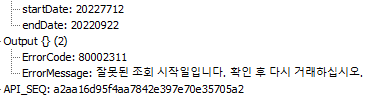 startDate: 20227712
endDate: 20220922
Output {} (2)
ErrorCode: 80002311
ErrorMessage: 잘못된 조회 시작일입니다. 확인 후 다시 거래하십시오.
API_SEQ: a2aa16d95f4aa7842e397e70e35705a2